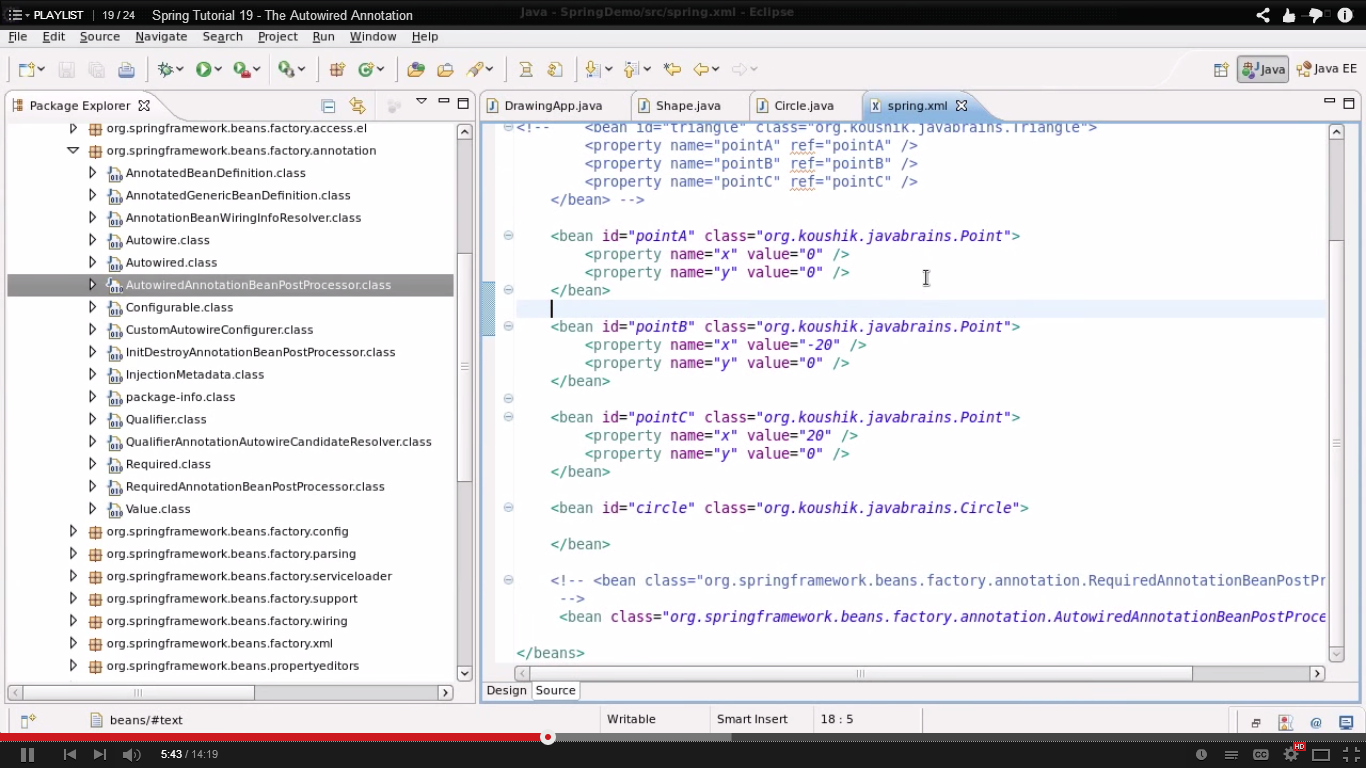 PLAYLIST 19 / 24 Spring Tutorial 19 - The Autowired Annotation
Java - SpringDemo/src/spring.xml - Eclipse
File Edit Source Navigate Search Project Run Window Help
Java Java EE
Package Explorer
DrawingApp.java Shape.java Circle.java spring.xml
org.springframework.beans.factory.access.el
org.springframework.beans.factory.annotation
AnnotatedBeanDefinition.class
AnnotatedGenericBeanDefinition.class
AnnotationBeanWiringInfoResolver.class
Autowire.class
Autowired.class
AutowiredAnnotationBeanPostProcessor.class
Configurable.class
CustomAutowireConfigurer.class
InitDestroyAnnotationBeanPostProcessor.class
InjectionMetadata.class
package-info.class
Qualifier.class
QualifierAnnotationAutowireCandidateResolver.class
Required.class
RequiredAnnotationBeanPostProcessor.class
Value.class
org.springframework.beans.factory.config
org.springframework.beans.factory.parsing
org.springframework.beans.factory.serviceloader
org.springframework.beans.factory.support
org.springframework.beans.factory.wiring
org.springframework.beans.factory.xml
org.springframework.beans.propertyeditors
<!-- <bean id="triangle" class="org.koushik.javabrains.Triangle">
<property name="pointA" ref="pointA" />
<property name="pointB" ref="pointB" />
<property name="pointC" ref="pointC" />
</bean> -->
<bean id="pointA" class="org.koushik.javabrains.Point">
<property name="x" value="0" />
<property name="y" value="0" />
</bean>
<bean id="pointB" class="org.koushik.javabrains.Point">
<property name="x" value="-20" />
<property name="y" value="0" />
</bean>
<bean id="pointC" class="org.koushik.javabrains.Point">
<property name="x" value="20" />
<property name="y" value="0" />
</bean>
<bean id="circle" class="org.koushik.javabrains.Circle">
</bean>
<!-- <bean class="org.springframework.beans.factory.annotation.RequiredAnnotationBeanPostPr
-->
<bean class="org.springframework.beans.factory.annotation.AutowiredAnnotationBeanPostProce
</beans>
Design Source
beans/#text Writable Smart Insert 18 : 5
5:43 / 14:19 CC HD